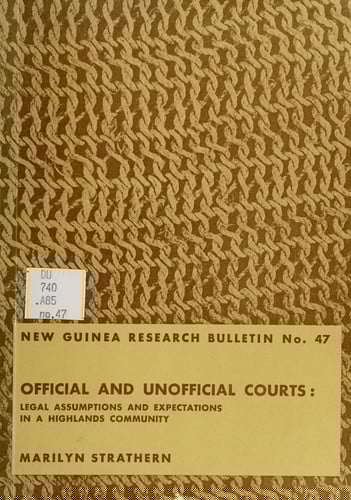 DU
740
.A85
no.47
NEW GUINEA RESEARCH BULLETIN No. 47
OFFICIAL AND UNOFFICIAL COURTS:
LEGAL ASSUMPTIONS AND EXPECTATIONS
IN A HIGHLANDS COMMUNITY
MARILYN STRATHERN